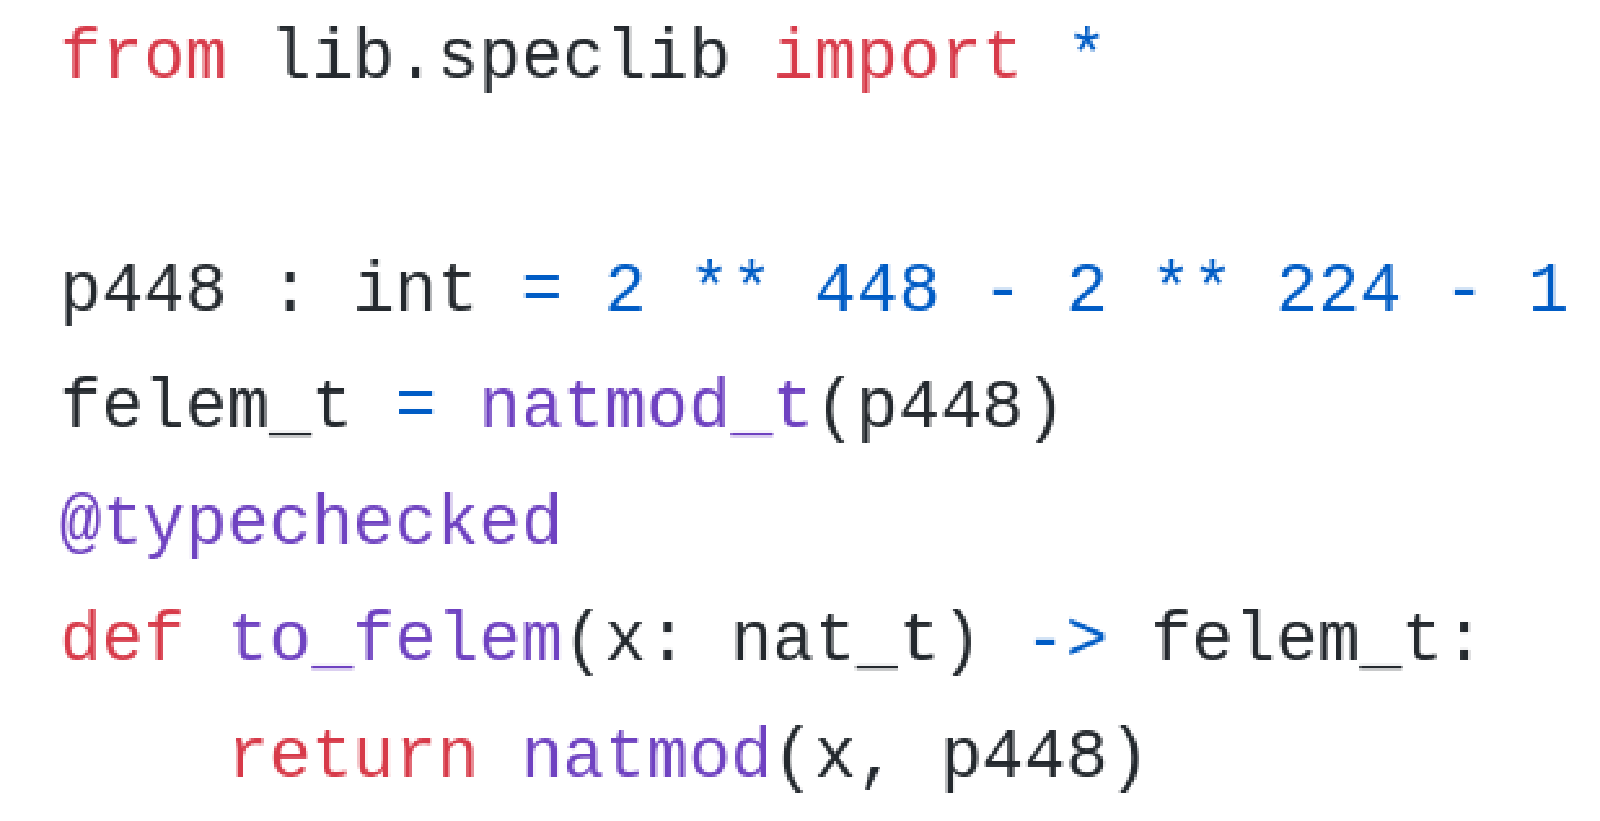 from lib.speclib import *

p448 : int = 2 ** 448 - 2 ** 224 - 1
felem_t = natmod_t(p448)
@typechecked
def to_felem(x: nat_t) -> felem_t:
    return natmod(x, p448)